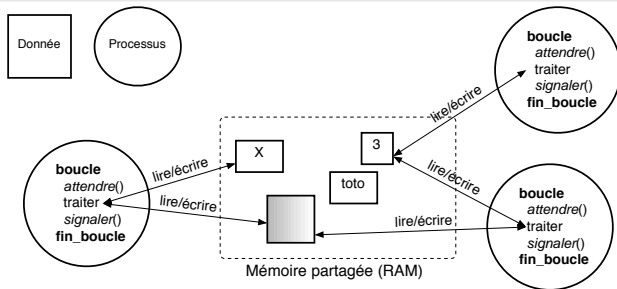 Donnée
Processus
boucle
attendre()
traiter
signaler()
fin_boucle
lire/écrire
X
3
toto
lire/écrire
lire/écrire
lire/écrire
lire/écrire
boucle
attendre()
traiter
signaler()
fin_boucle
boucle
attendre()
traiter
signaler()
fin_boucle
Mémoire partagée (RAM)